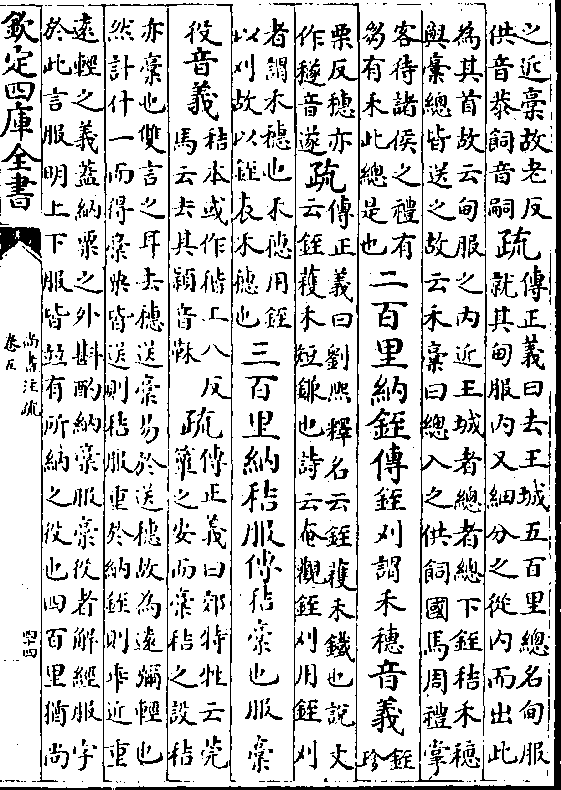 之近稾故老反
供音恭飼音嗣疏傳正義曰去王城五百里總名甸服
就其甸服内又細分之從内而出此
為其首故云甸服之内近王城者總者總下銍秸禾穗
與稾總皆送之故云禾稾曰總入之供飼國馬周禮掌
客待諸侯之禮有
芻有禾此總是也二百里納銍傳銍刈謂禾穗音義銍
珍
栗反穗亦
作穟音遂疏傳正義曰劉熙釋名云銍穫禾鐵也說文
云銍穫禾短鎌也詩云奄觀銍刈用銍刈
者謂禾穗也禾穗用銍
以刈故以銍表禾穗也三百里納秸服傳秸稾也服稾
役音義秸本或作稭工八反
馬云去其穎音鞂疏傳正義曰郊特牲云莞
簟之安而稾秸之設秸
亦稾也雙言之耳去穗送稾易於送穗故為遠彌輕也
然計什一而得稾粟皆送則秸服重於納銍則乖近重
遠輕之義蓋納粟之外斟酌納稾服稾役者解經服字
於此言服明上下服皆並有所納之役也四百里猶尚
欽定四庫全書
尚書注疏
卷五
四十四